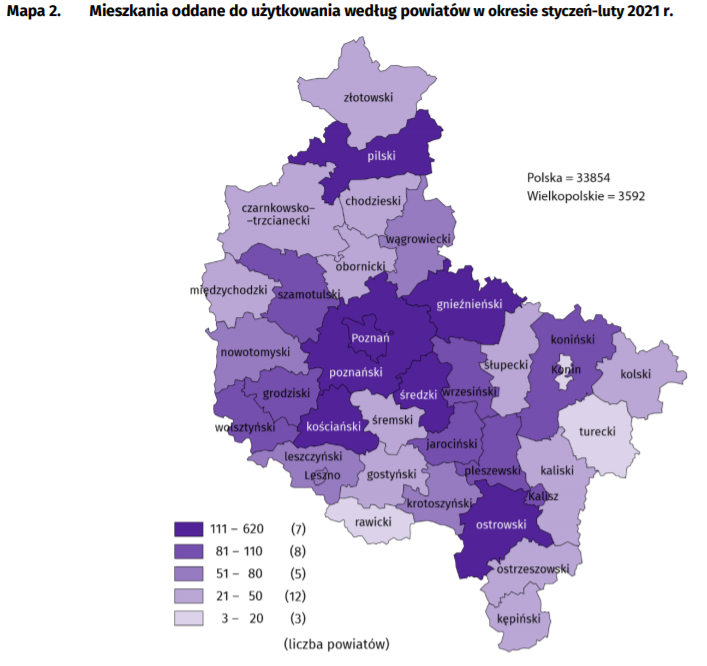 Mapa 2. Mieszkania oddane do użytkowania według powiatów w okresie styczeń-luty 2021 r.
złotowski
pilski
Polska = 33854
Wielkopolskie = 3592
chodzieski
czarnkowsko–
–trzcianecki
wągrowiecki
obornicki
międzychodzki
szamotulski
gnieźnieński
Poznań
koniński
nowotomyski
słupecki
Konin
poznański
kolski
grodziski
średzki
wrzesiński
śremski
wolsztyński
kościański
turecki
jarociński
leszczyński
Leszno
gostyński
pleszewski
kaliski
krotoszyński
Kalisz
rawicki
ostrowski
111 – 620 (7)
81 – 110 (8)
51 – 80 (5)
ostrzeszowski
21 – 50 (12)
3 – 20 (3)
kępiński
(liczba powiatów)